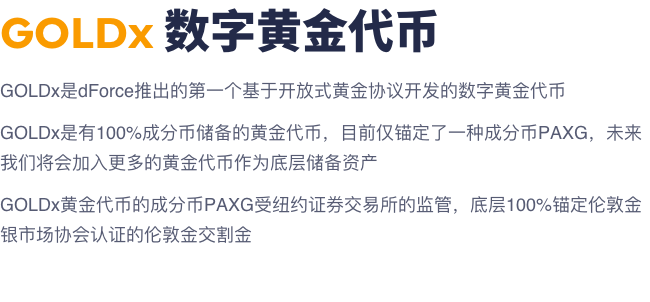 GOLDx 数字黄金代币
GOLDx是dForce推出的第一个基于开放式黄金协议开发的数字黄金代币
GOLDx是有100%成分币储备的黄金代币，目前仅锚定了一种成分币PAXG，未来
我们将会加入更多的黄金代币作为底层储备资产
GOLDx黄金代币的成分币PAXG受纽约证券交易所的监管，底层100%锚定伦敦金
银市场协会认证的伦敦金交割金